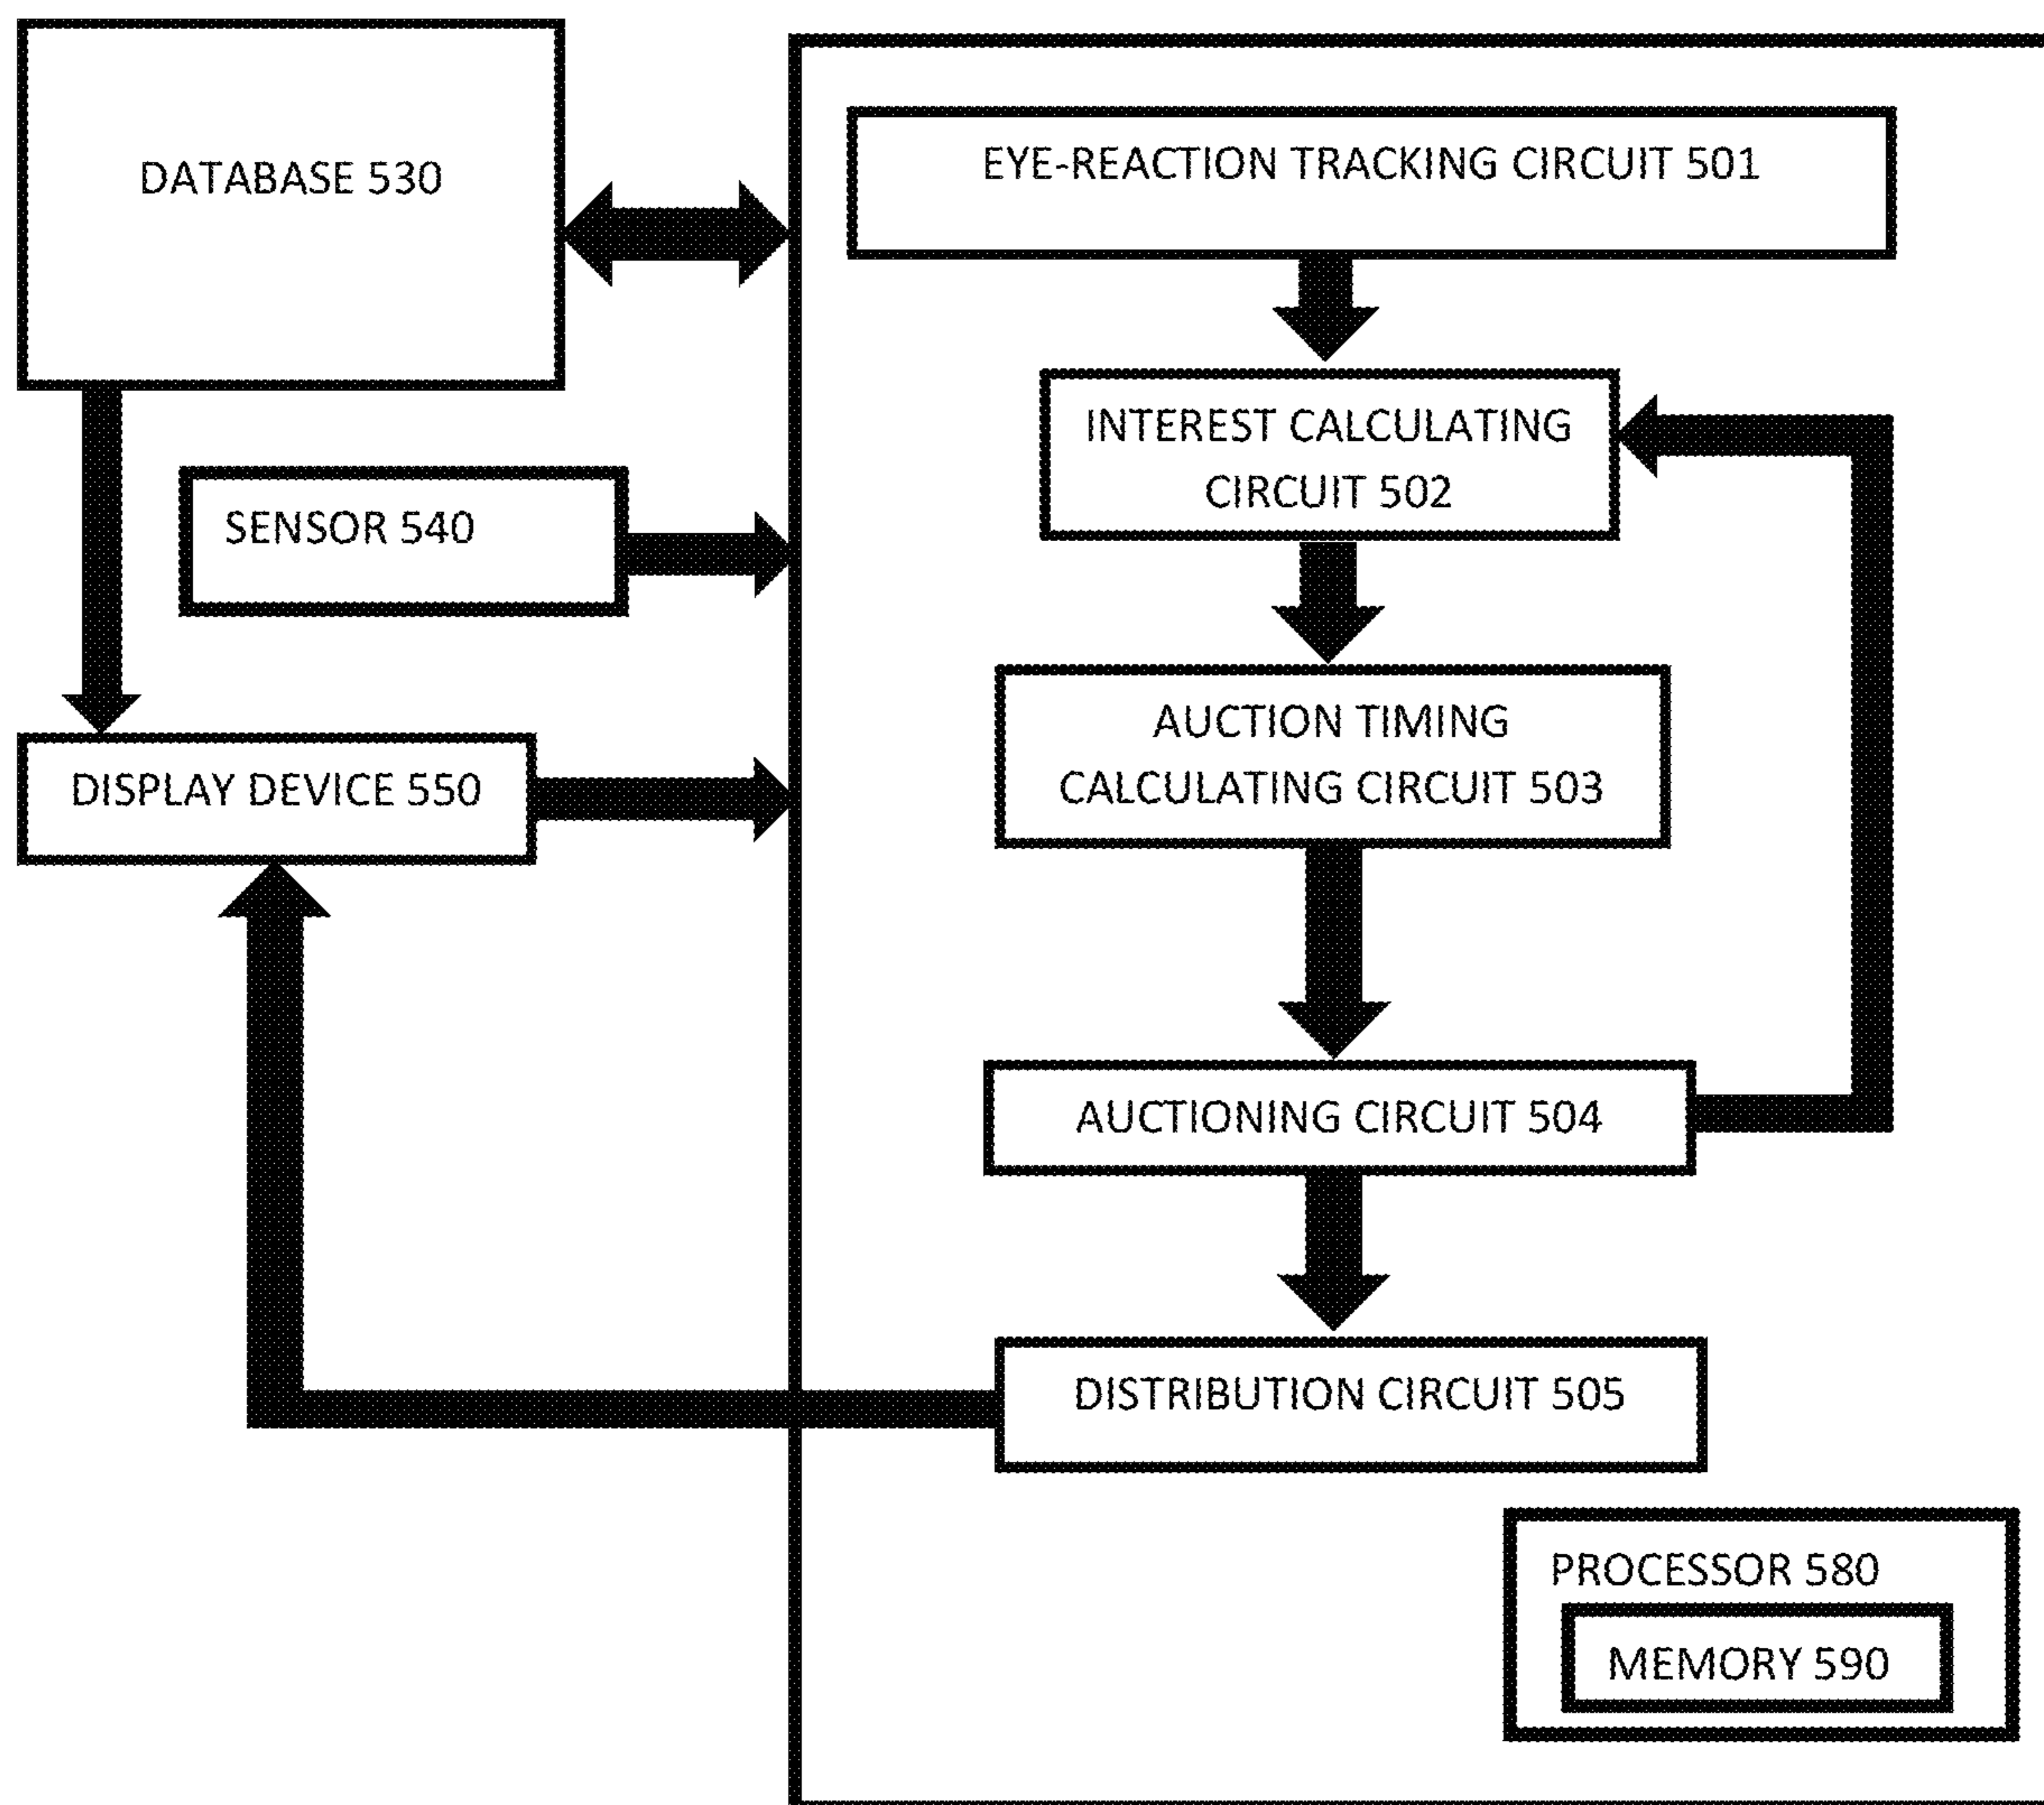 DATABASE 530
EYE-REACTION TRACKING CIRCUIT 501
INTEREST CALCULATING
CIRCUIT 502
SENSOR 540
AUCTION TIMING
CALCULATING CIRCUIT 503
DISPLAY DEVICE 550
AUCTIONING CIRCUIT 504
DISTRIBUTION CIRCUIT 505
PROCESSOR 580
MEMORY 590